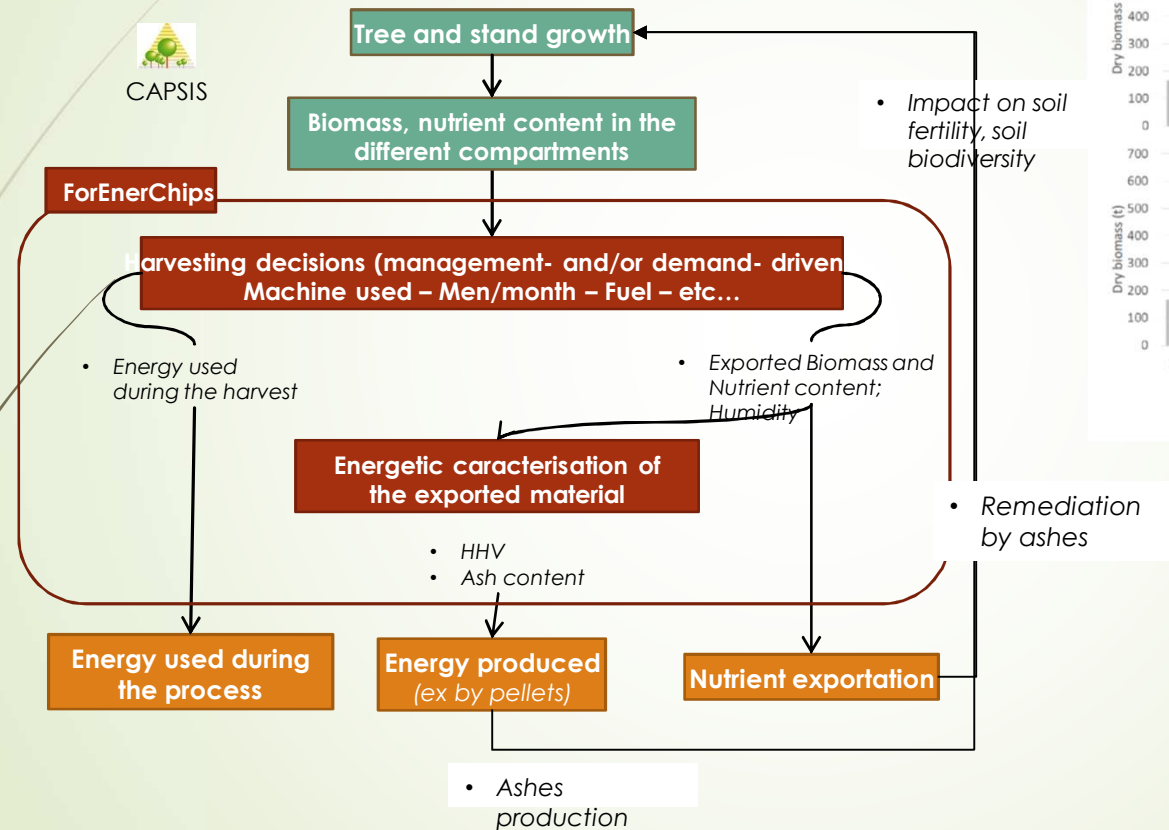 Tree and stand growth
CAPSIS
Biomass, nutrient content in the
different compartments
• Impact on soil
fertility, soil
biodiversity
Dry biomass
400
300
200
100
0
700
600
500
400
300
200
100
0
Dry biomass (t)
ForEnerChips
Harvesting decisions (management- and/or demand- driven
Machine used – Men/month – Fuel – etc…
• Energy used
during the harvest
• Exported Biomass and
Nutrient content;
Humidity
Energetic caracterisation of
the exported material
• Remediation
by ashes
• HHV
• Ash content
Energy used during
the process
Energy produced
(ex by pellets)
Nutrient exportation
• Ashes
production